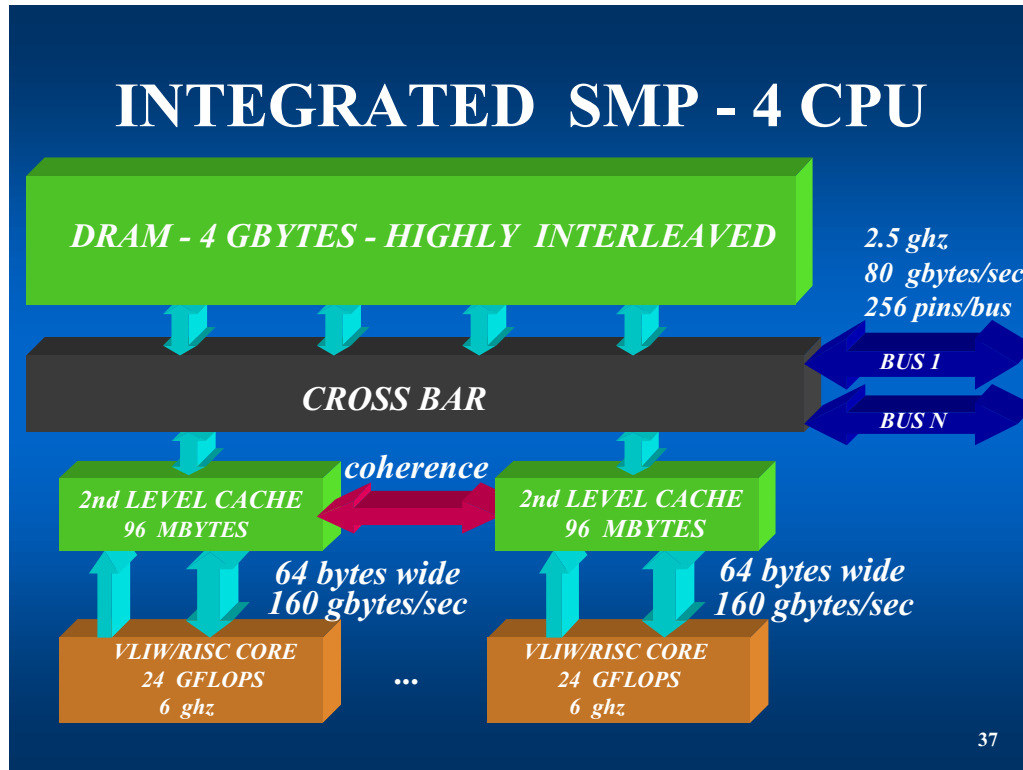 INTEGRATED SMP - 4 CPU
DRAM - 4 GBYTES - HIGHLY INTERLEAVED
2.5 ghz
80 gbytes/sec
256 pins/bus
BUS 1
CROSS BAR
BUS N
coherence
2nd LEVEL CACHE
96 MBYTES
2nd LEVEL CACHE
96 MBYTES
64 bytes wide
160 gbytes/sec
64 bytes wide
160 gbytes/sec
VLIW/RISC CORE
24 GFLOPS
6 ghz
...
VLIW/RISC CORE
24 GFLOPS
6 ghz
37